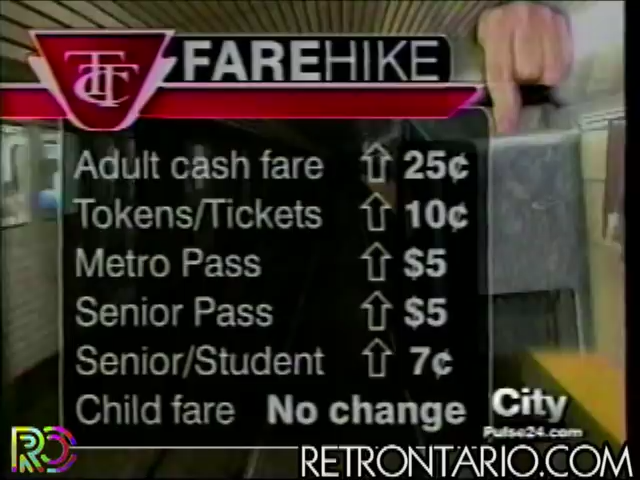 TTC
FAREHIKE
Adult cash fare ⇧ 25¢
Tokens/Tickets ⇧ 10¢
Metro Pass ⇧ $5
Senior Pass ⇧ $5
Senior/Student ⇧ 7¢
Child fare No change
City
Pulse24.com
RO
RETRONTARIO.COM